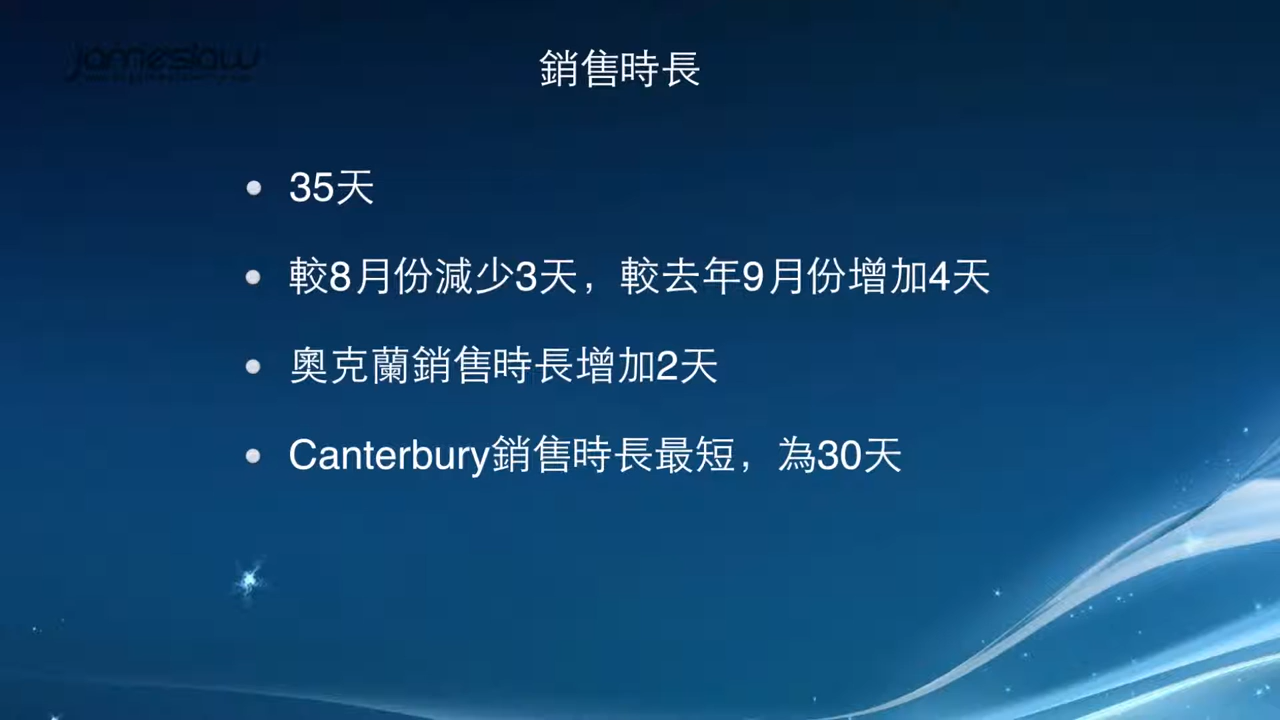 jameslaw
銷售時長
35天
較8月份減少3天，較去年9月份增加4天
奧克蘭銷售時長增加2天
Canterbury銷售時長最短，為30天